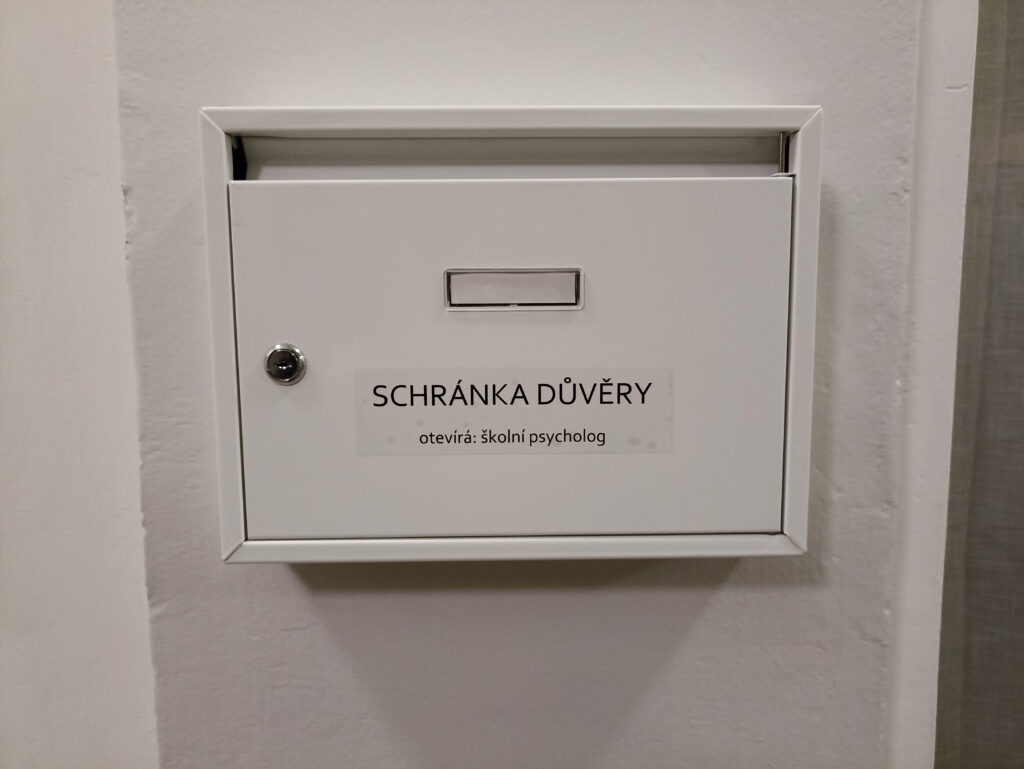 SCHRÁNKA DŮVĚRY
otevírá: školní psycholog